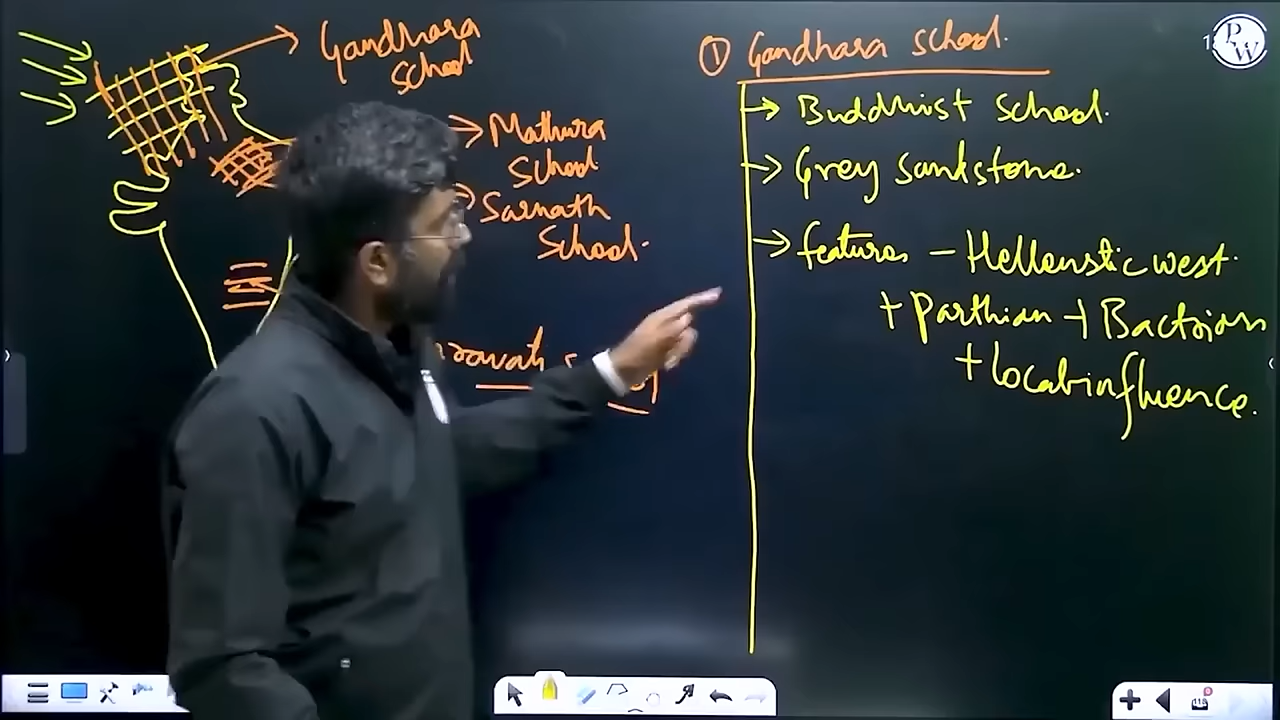 Gandhara
School
Mathura
School
Sarnath
School.
① Gandhara School.
→ Buddhist School.
→ Grey sandstone.
→ features – Hellenstic west.
+ Parthian + Bactrian
+ Local influence.
PW